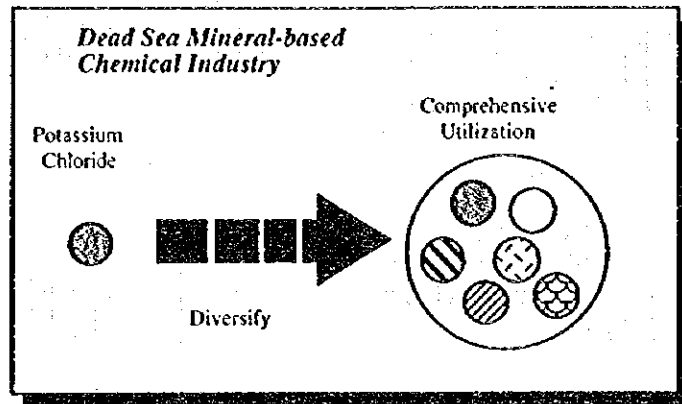 Dead Sea Mineral-based
Chemical Industry
Comprehensive
Utilization
Potassium
Chloride
Diversify